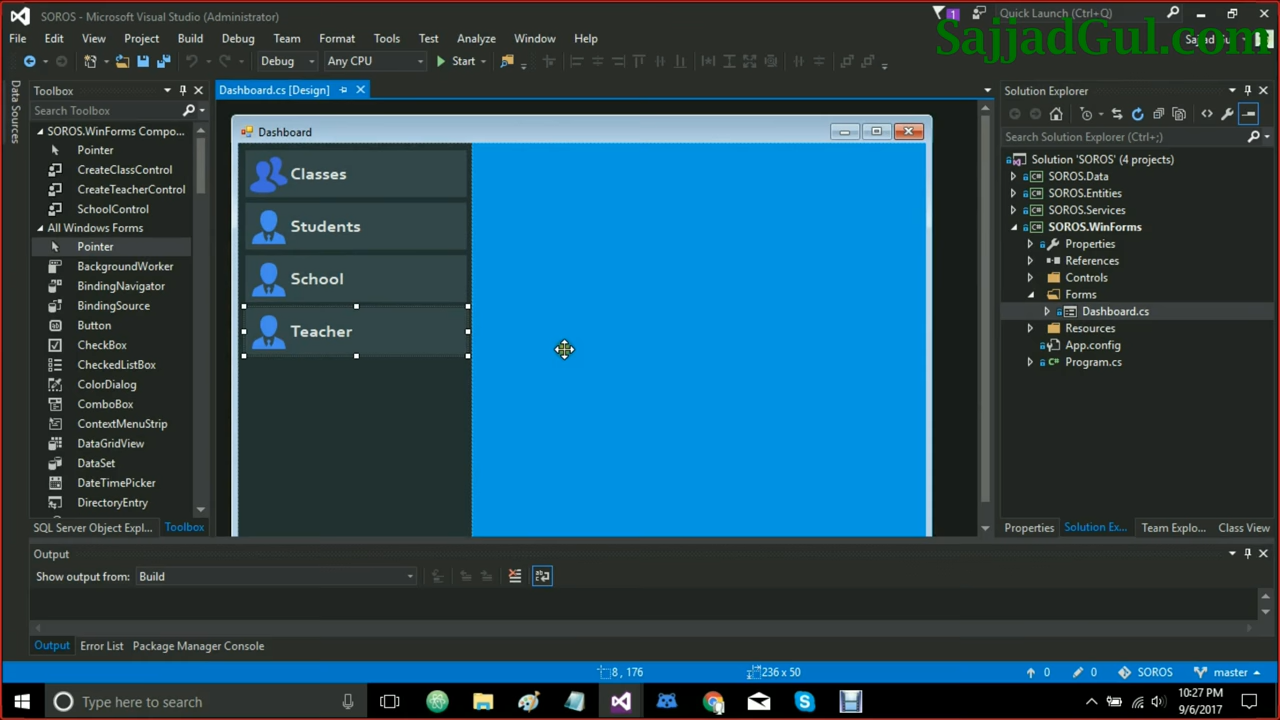 SOROS - Microsoft Visual Studio (Administrator)
1
Quick Launch (Ctrl+Q)
SajjadGul.com
File Edit View Project Build Debug Team Format Tools Test Analyze Window Help
Debug Any CPU Start
Data Sources
Toolbox
Search Toolbox
SOROS.WinForms Compo...
Pointer
CreateClassControl
CreateTeacherControl
SchoolControl
All Windows Forms
Pointer
BackgroundWorker
BindingNavigator
BindingSource
Button
CheckBox
CheckedListBox
ColorDialog
ComboBox
ContextMenuStrip
DataGridView
DataSet
DateTimePicker
DirectoryEntry
SQL Server Object Expl... Toolbox
Dashboard.cs [Design]
Dashboard
Classes
Students
School
Teacher
Solution Explorer
Search Solution Explorer (Ctrl+;)
Solution 'SOROS' (4 projects)
SOROS.Data
SOROS.Entities
SOROS.Services
SOROS.WinForms
Properties
References
Controls
Forms
Dashboard.cs
Resources
App.config
Program.cs
Properties Solution Ex... Team Explo... Class View
Output
Show output from: Build
Output Error List Package Manager Console
8 , 176 236 x 50 0 0 SOROS master
Type here to search
10:27 PM
9/6/2017